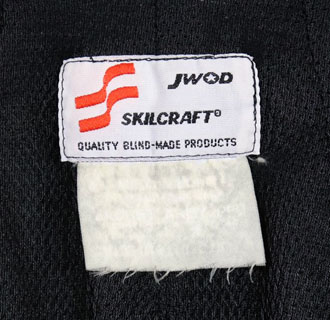 JWOD
SKILCRAFT®
QUALITY BLIND-MADE PRODUCTS